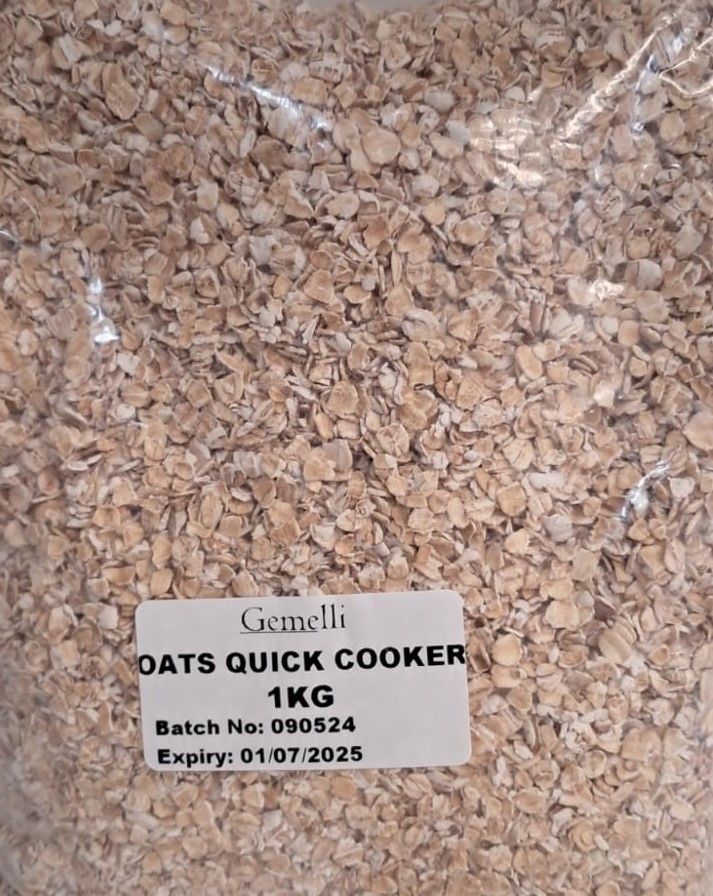 Gemelli
OATS QUICK COOKER
1KG
Batch No: 090524
Expiry: 01/07/2025